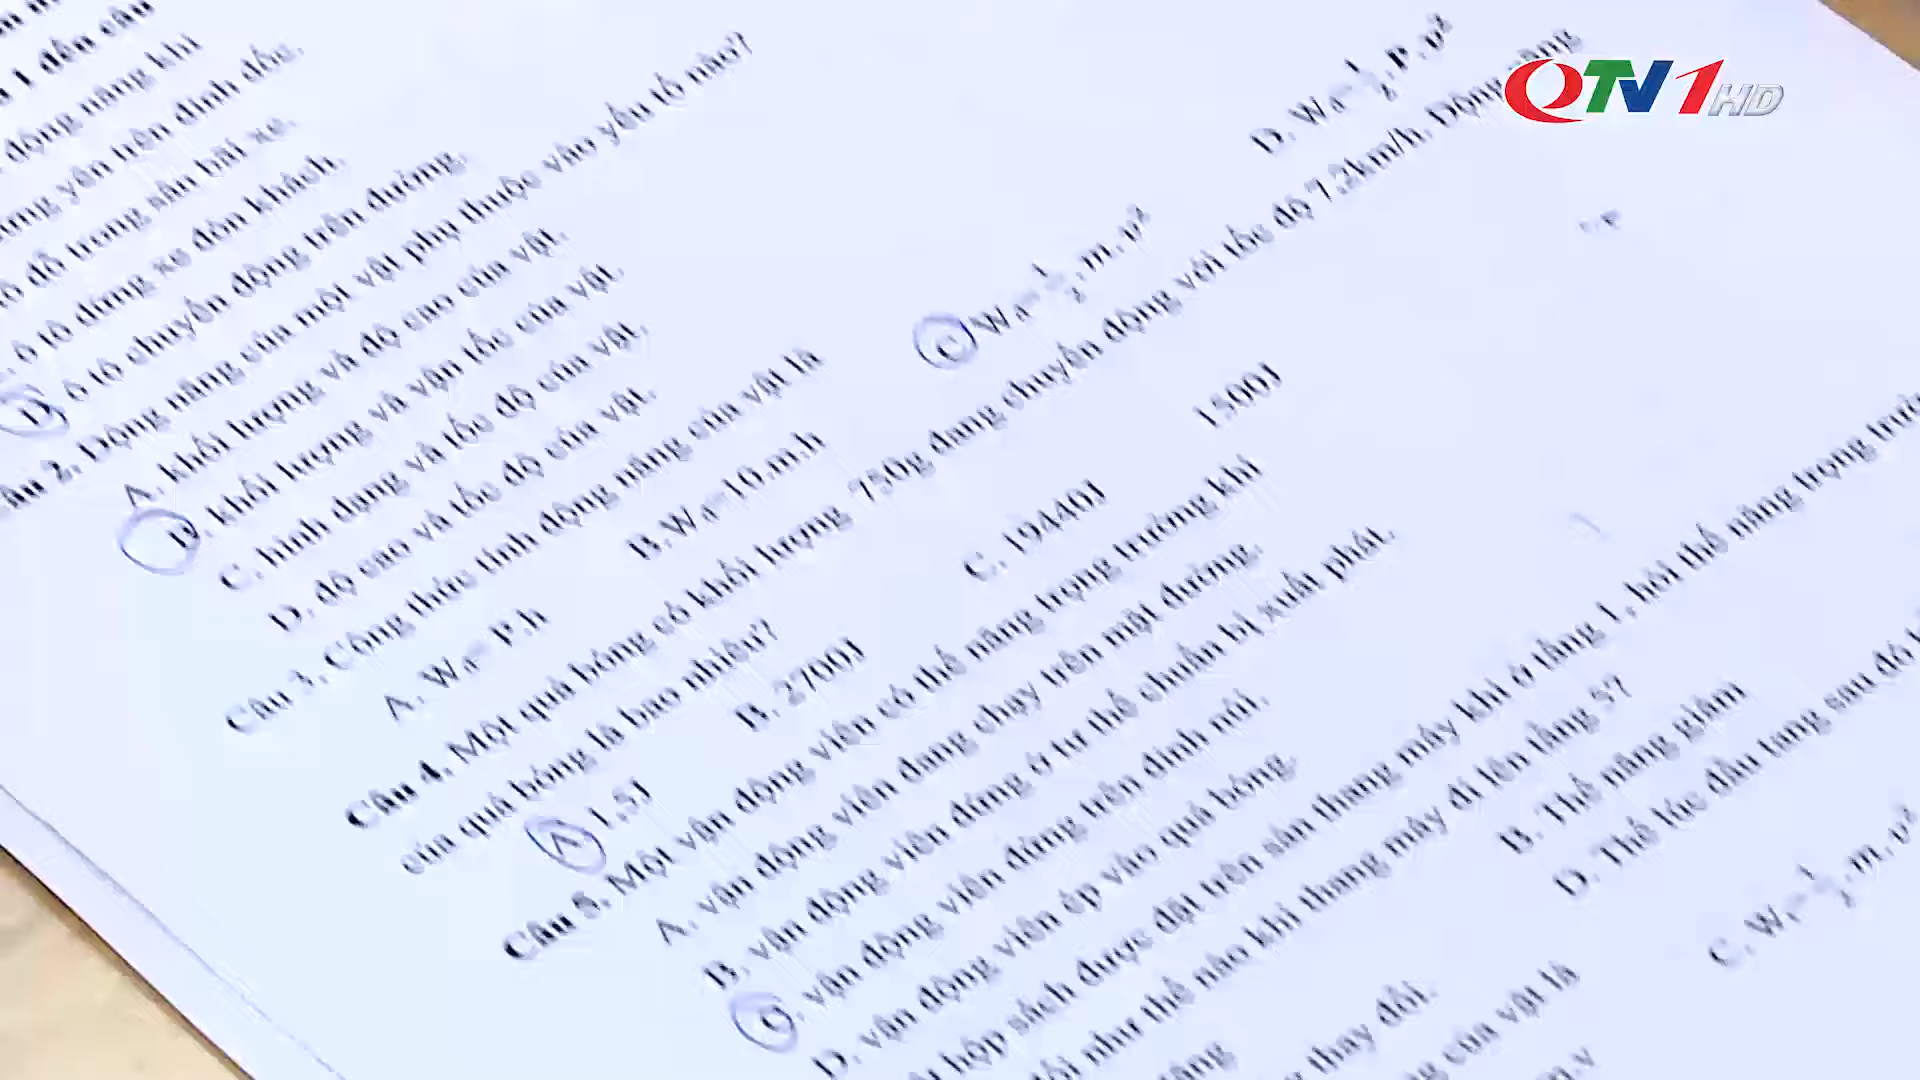 QTV1HD
1 đến câu
động năng khi
đứng yên trên đỉnh dốc.
tô đỗ trong sân bãi xe.
ô tô dừng xe đón khách.
D. ô tô chuyển động trên đường.
Câu 2. Động năng của một vật phụ thuộc vào yếu tố nào?
A. khối lượng và độ cao của vật.
B. khối lượng và vận tốc của vật.
C. hình dạng và tốc độ của vật.
D. độ cao và tốc độ của vật.
Câu 3. Công thức tính động năng của vật là
A. Wđ= P.h B. Wđ=10.m.h C. Wđ=1/2.m.v² D. Wđ=1/2.P.v²
Câu 4. Một quả bóng có khối lượng 750g đang chuyển động với tốc độ 7,2km/h. Động năng
của quả bóng là bao nhiêu?
A. 1,5J B. 2700J C. 19440J 1500J
Câu 5. Một vận động viên có thế năng trọng trường khi
A. vận động viên đang chạy trên mặt đường.
B. vận động viên đứng ở tư thế chuẩn bị xuất phát.
C. vận động viên đứng trên đỉnh núi.
D. vận động viên ép vào quả bóng.
hộp sách được đặt trên sàn thang máy khi ở tầng 1, hỏi thế năng trọng trường
như thế nào khi thang máy đi lên tầng 5?
tăng B. Thế năng giảm
thay đổi. D. Thế lúc đầu tăng sau đó
của vật là
m.v C. Wt=1/2.m.v²